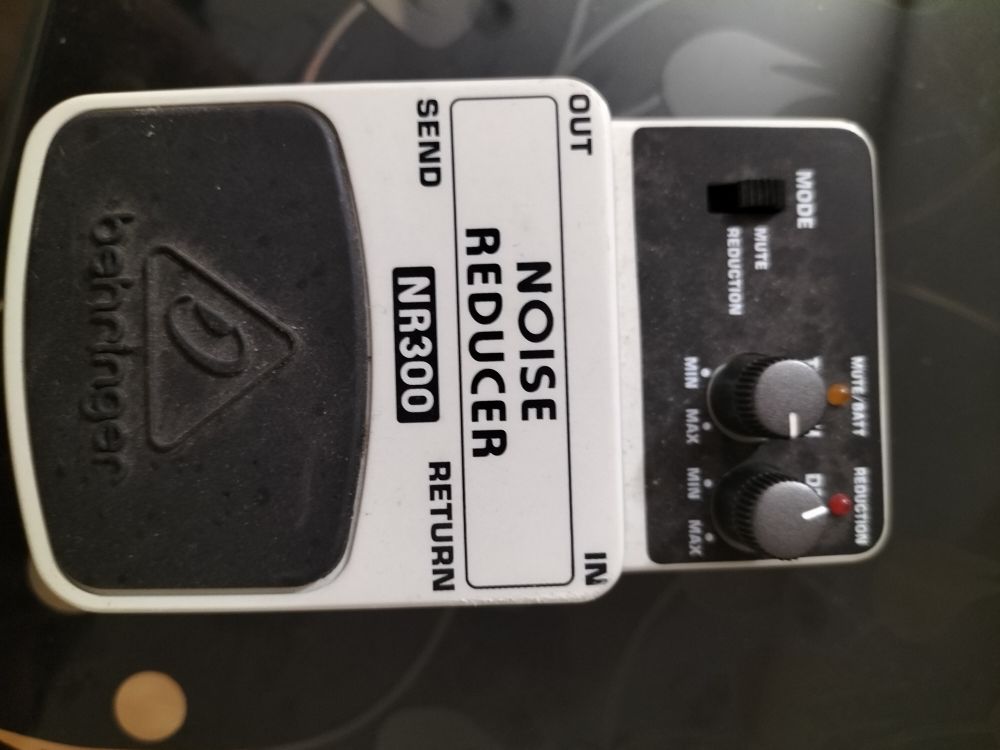 MUTE/BATT REDUCTION
MODE
MUTE
REDUCTION
MIN MAX MIN MAX
OUT IN
NOISE
REDUCER
SEND RETURN
NR300
behringer